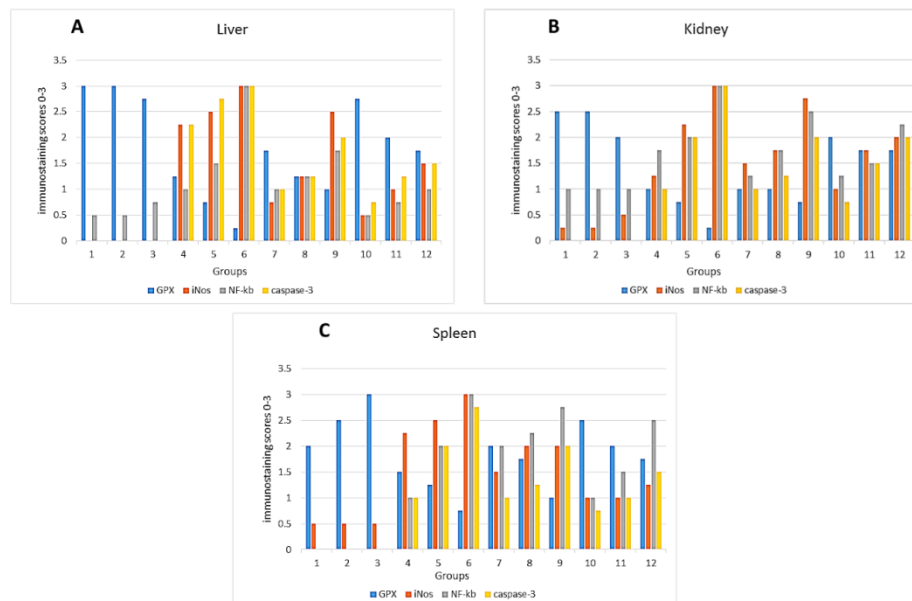 A
Liver
immunostaining scores 0-3
3.5
3
2.5
2
1.5
1
0.5
0
1 2 3 4 5 6 7 8 9 10 11 12
Groups
GPX iNos NF-kb caspase-3
B
Kidney
immunostaining scores 0-3
3.5
3
2.5
2
1.5
1
0.5
0
1 2 3 4 5 6 7 8 9 10 11 12
Groups
GPX iNos NF-kb caspase-3
C
Spleen
immunostaining scores 0-3
3.5
3
2.5
2
1.5
1
0.5
0
1 2 3 4 5 6 7 8 9 10 11 12
Groups
GPX iNos NF-kb caspase-3